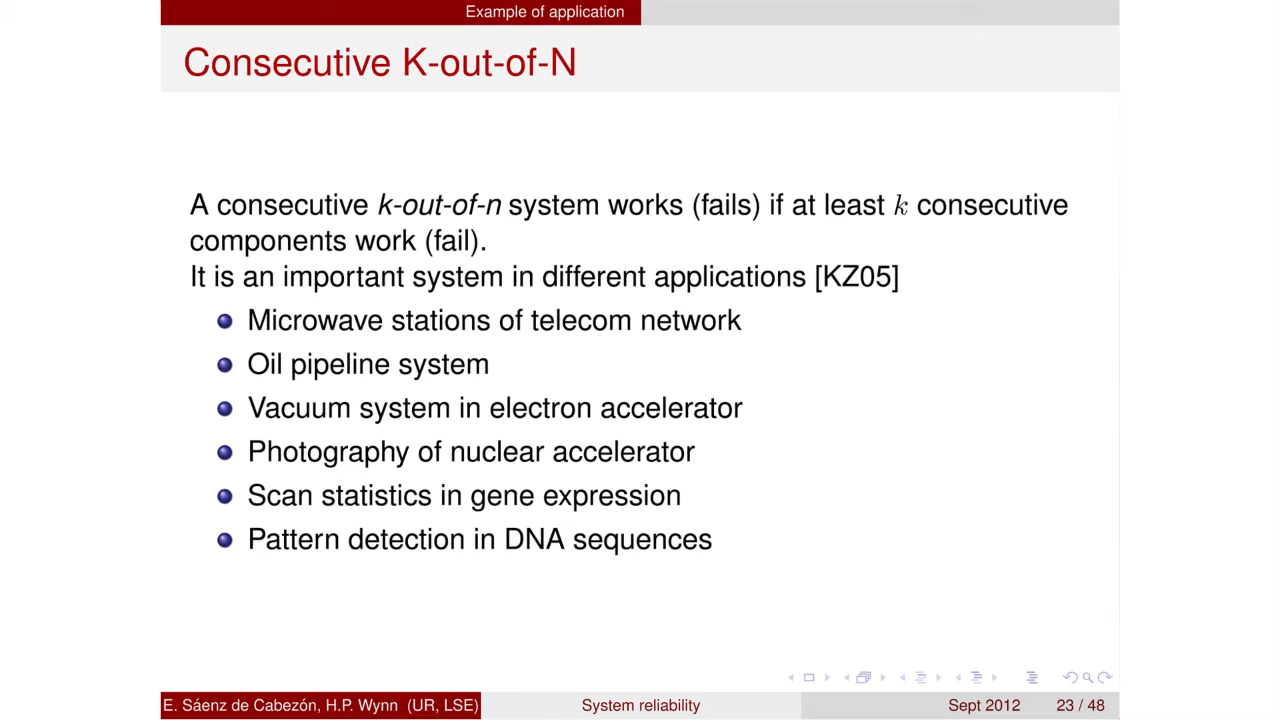 Example of application
Consecutive K-out-of-N
A consecutive k-out-of-n system works (fails) if at least k consecutive
components work (fail).
It is an important system in different applications [KZ05]
Microwave stations of telecom network
Oil pipeline system
Vacuum system in electron accelerator
Photography of nuclear accelerator
Scan statistics in gene expression
Pattern detection in DNA sequences
E. Sáenz de Cabezón, H.P. Wynn (UR, LSE) System reliability Sept 2012 23 / 48